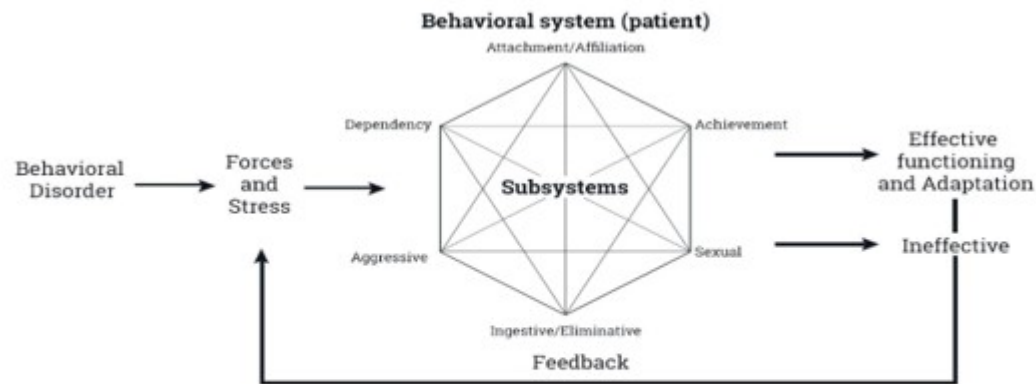 Behavioral system (patient)
Attachment/Affiliation
Dependency
Achievement
Behavioral
Disorder
Forces
and
Stress
Subsystems
Effective
functioning
and Adaptation
Aggressive
Sexual
Ineffective
Ingestive/Eliminative
Feedback